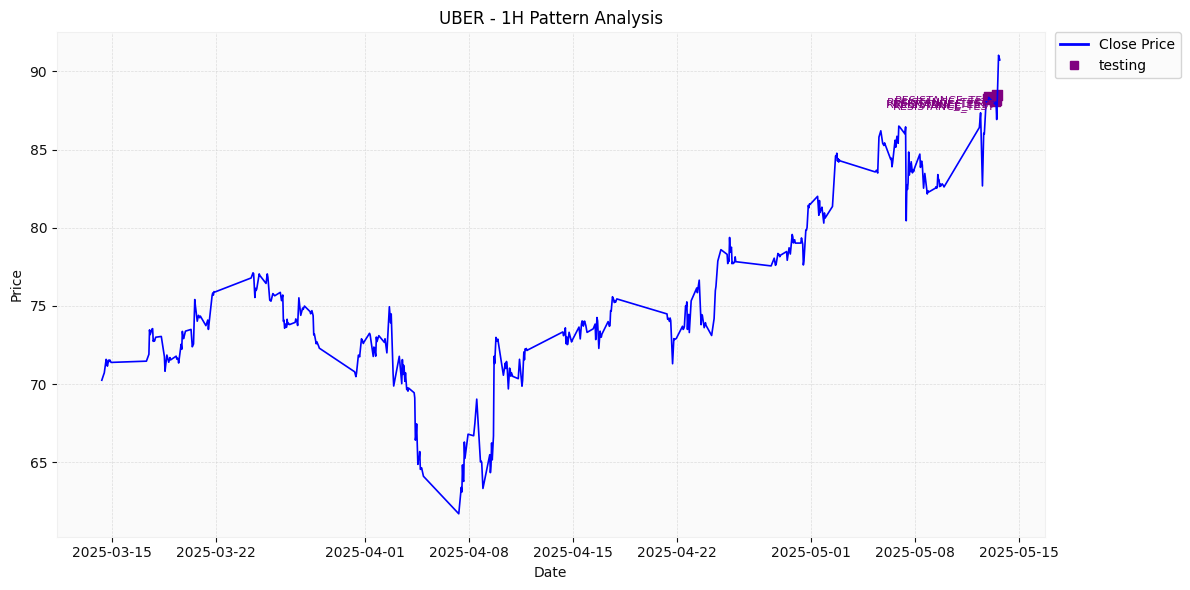 UBER - 1H Pattern Analysis
Close Price
testing
RESISTANCE_TEST
RESISTANCE_TEST
Price
90
85
80
75
70
65
2025-03-15
2025-03-22
2025-04-01
2025-04-08
2025-04-15
2025-04-22
2025-05-01
2025-05-08
2025-05-15
Date